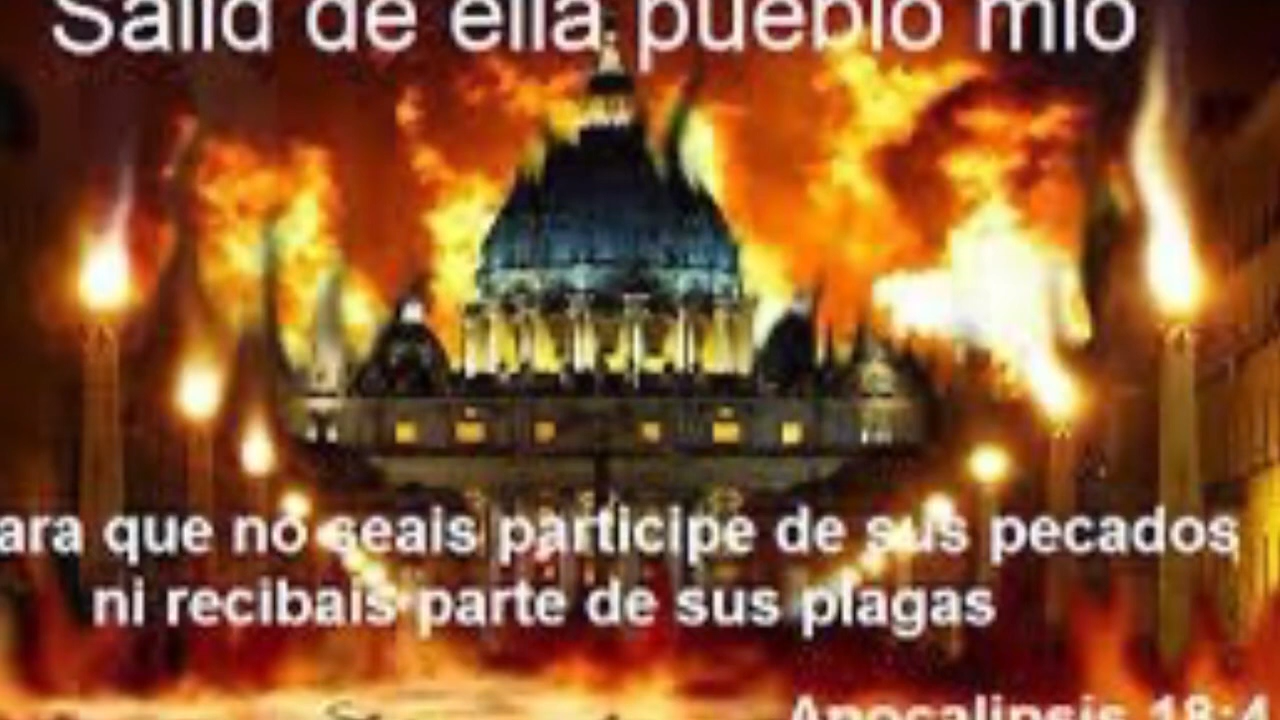 Salid de ella pueblo mio
ara que no seais participe de sus pecados
ni recibais parte de sus plagas
Apocalipsis 18:4